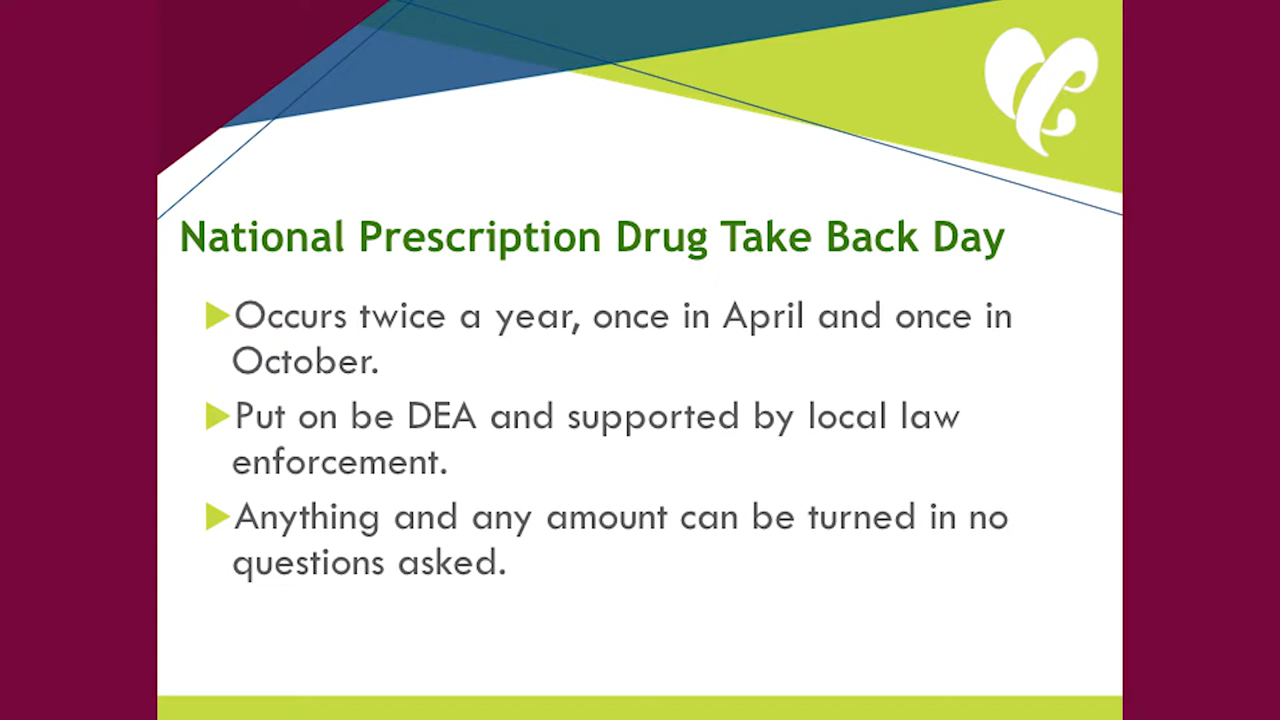 National Prescription Drug Take Back Day
Occurs twice a year, once in April and once in
October.
Put on be DEA and supported by local law
enforcement.
Anything and any amount can be turned in no
questions asked.